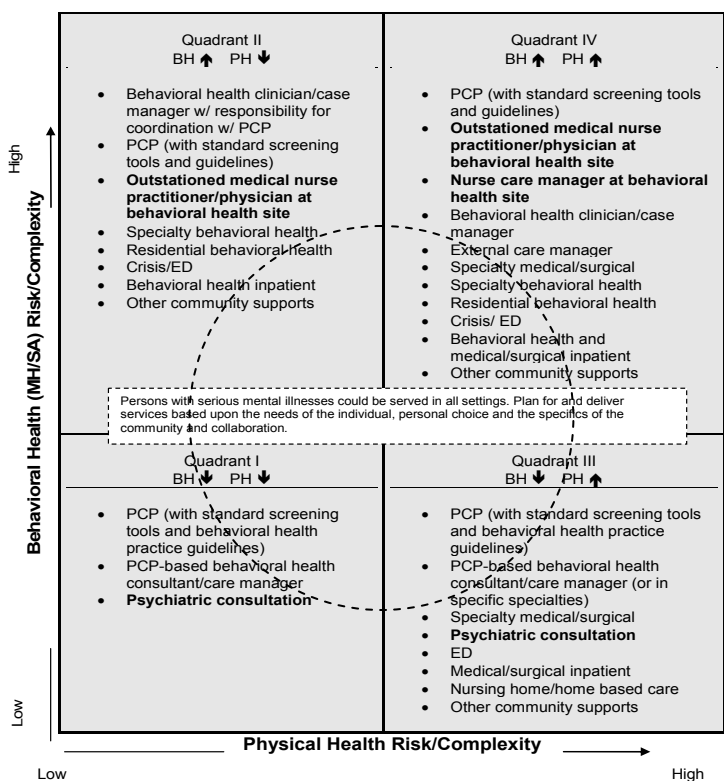 Quadrant II
BH ↑ PH ↓
• Behavioral health clinician/case
manager w/ responsibility for
coordination w/ PCP
• PCP (with standard screening
tools and guidelines)
• Outstationed medical nurse
practitioner/physician at
behavioral health site
• Specialty behavioral health
• Residential behavioral health
• Crisis/ED
• Behavioral health inpatient
• Other community supports
Quadrant IV
BH ↑ PH ↑
• PCP (with standard screening tools
and guidelines)
• Outstationed medical nurse
practitioner/physician at
behavioral health site
• Nurse care manager at behavioral
health site
• Behavioral health clinician/case
manager
• External care manager
• Specialty medical/surgical
• Specialty behavioral health
• Residential behavioral health
• Crisis/ ED
• Behavioral health and
medical/surgical inpatient
• Other community supports
Persons with serious mental illnesses could be served in all settings. Plan for and deliver
services based upon the needs of the individual, personal choice and the specifics of the
community and collaboration.
Quadrant I
BH ↓ PH ↓
• PCP (with standard screening
tools and behavioral health
practice guidelines)
• PCP-based behavioral health
consultant/care manager
• Psychiatric consultation
Quadrant III
BH ↓ PH ↑
• PCP (with standard screening tools
and behavioral health practice
guidelines)
• PCP-based behavioral health
consultant/care manager (or in
specific specialties)
• Specialty medical/surgical
• Psychiatric consultation
• ED
• Medical/surgical inpatient
• Nursing home/home based care
• Other community supports
High
Behavioral Health (MH/SA) Risk/Complexity
Low
Physical Health Risk/Complexity
Low
High